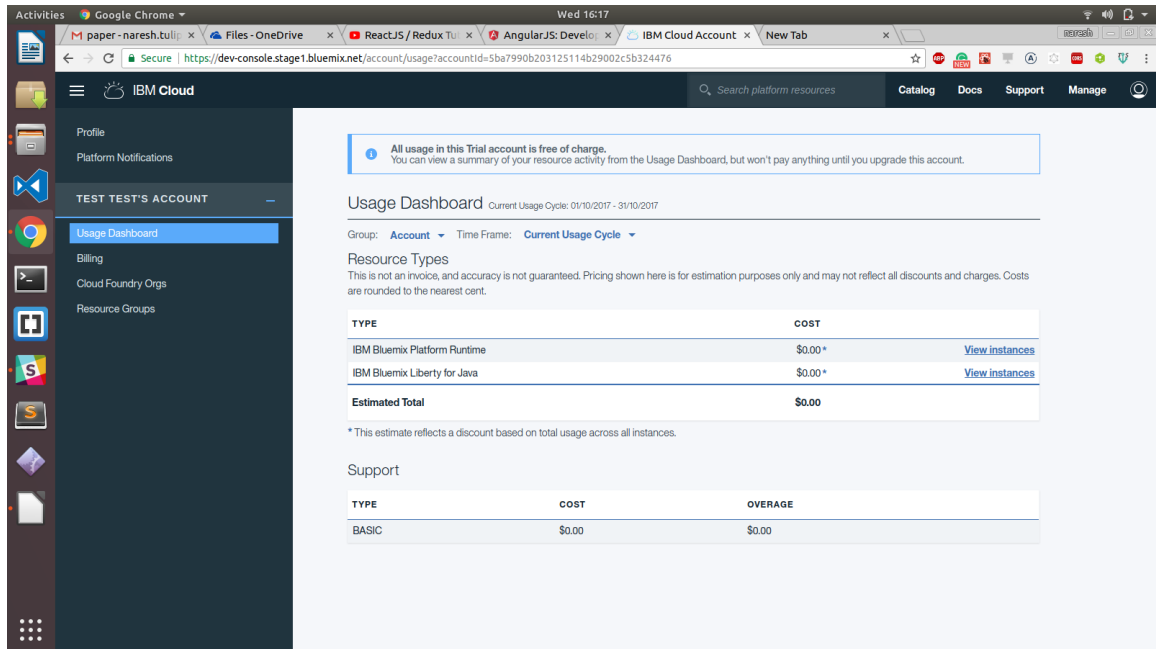 Activities Google Chrome Wed 16:17
paper - naresh.tulip Files - OneDrive ReactJS / Redux Tut AngularJS: Develop IBM Cloud Account New Tab naresh
Secure https://dev-console.stage1.bluemix.net/account/usage?accountId=5ba7990b203125114b29002c5b324476 ABP NEW CORS
IBM Cloud Search platform resources Catalog Docs Support Manage
Profile
Platform Notifications
TEST TEST'S ACCOUNT
Usage Dashboard
Billing
Cloud Foundry Orgs
Resource Groups
All usage in this Trial account is free of charge.
You can view a summary of your resource activity from the Usage Dashboard, but won't pay anything until you upgrade this account.
Usage Dashboard Current Usage Cycle: 01/10/2017 - 31/10/2017
Group: Account Time Frame: Current Usage Cycle
Resource Types
This is not an invoice, and accuracy is not guaranteed. Pricing shown here is for estimation purposes only and may not reflect all discounts and charges. Costs
are rounded to the nearest cent.
TYPE COST
IBM Bluemix Platform Runtime $0.00 * View instances
IBM Bluemix Liberty for Java $0.00 * View instances
Estimated Total $0.00
* This estimate reflects a discount based on total usage across all instances.
Support
TYPE COST OVERAGE
BASIC $0.00 $0.00